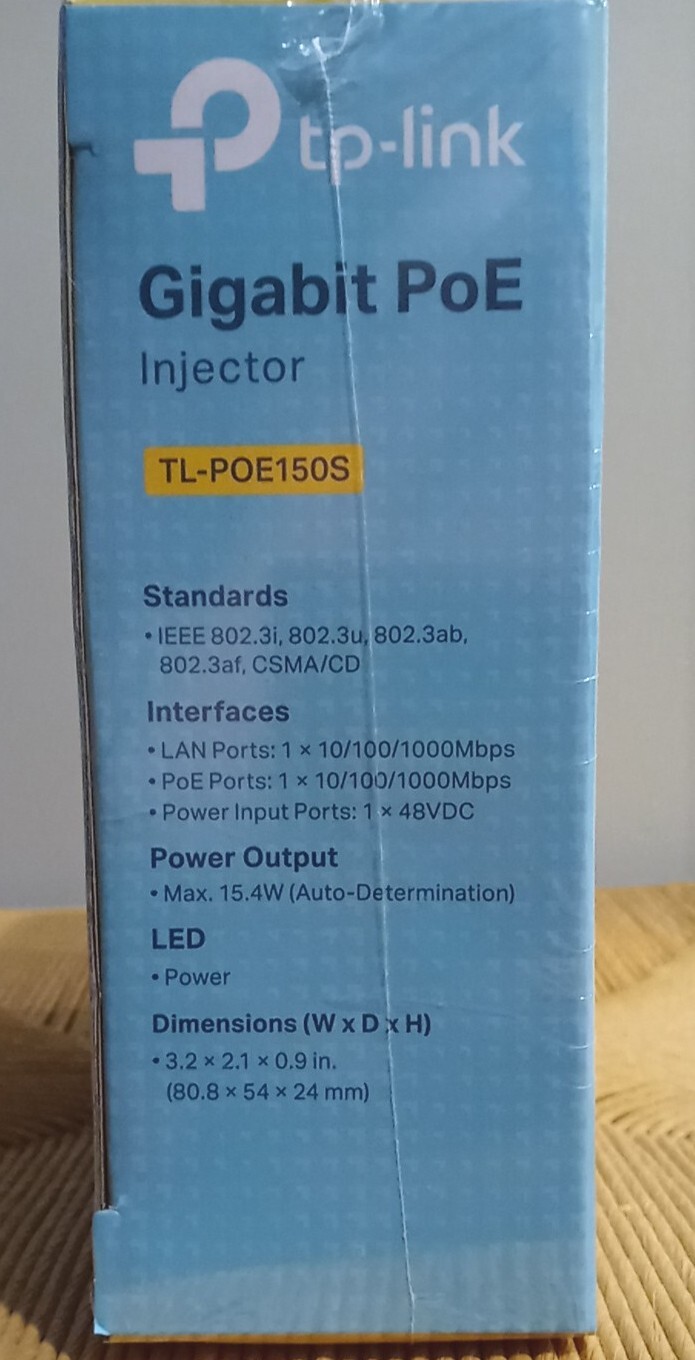 tp-link
Gigabit PoE
Injector
TL-POE150S
Standards
• IEEE 802.3i, 802.3u, 802.3ab,
802.3af, CSMA/CD
Interfaces
• LAN Ports: 1 × 10/100/1000Mbps
• PoE Ports: 1 × 10/100/1000Mbps
• Power Input Ports: 1 × 48VDC
Power Output
• Max. 15.4W (Auto-Determination)
LED
• Power
Dimensions (W x D x H)
• 3.2 × 2.1 × 0.9 in.
(80.8 × 54 × 24 mm)